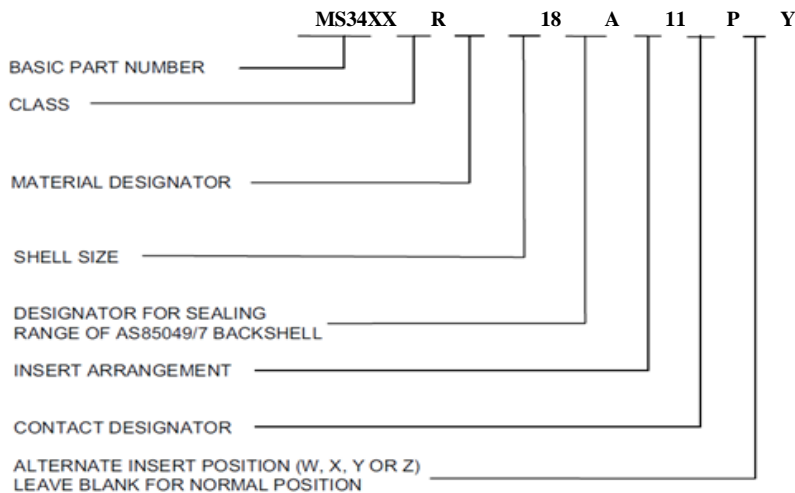 MS34XX R 18 A 11 P Y
BASIC PART NUMBER
CLASS
MATERIAL DESIGNATOR
SHELL SIZE
DESIGNATOR FOR SEALING
RANGE OF AS85049/7 BACKSHELL
INSERT ARRANGEMENT
CONTACT DESIGNATOR
ALTERNATE INSERT POSITION (W, X, Y OR Z)
LEAVE BLANK FOR NORMAL POSITION